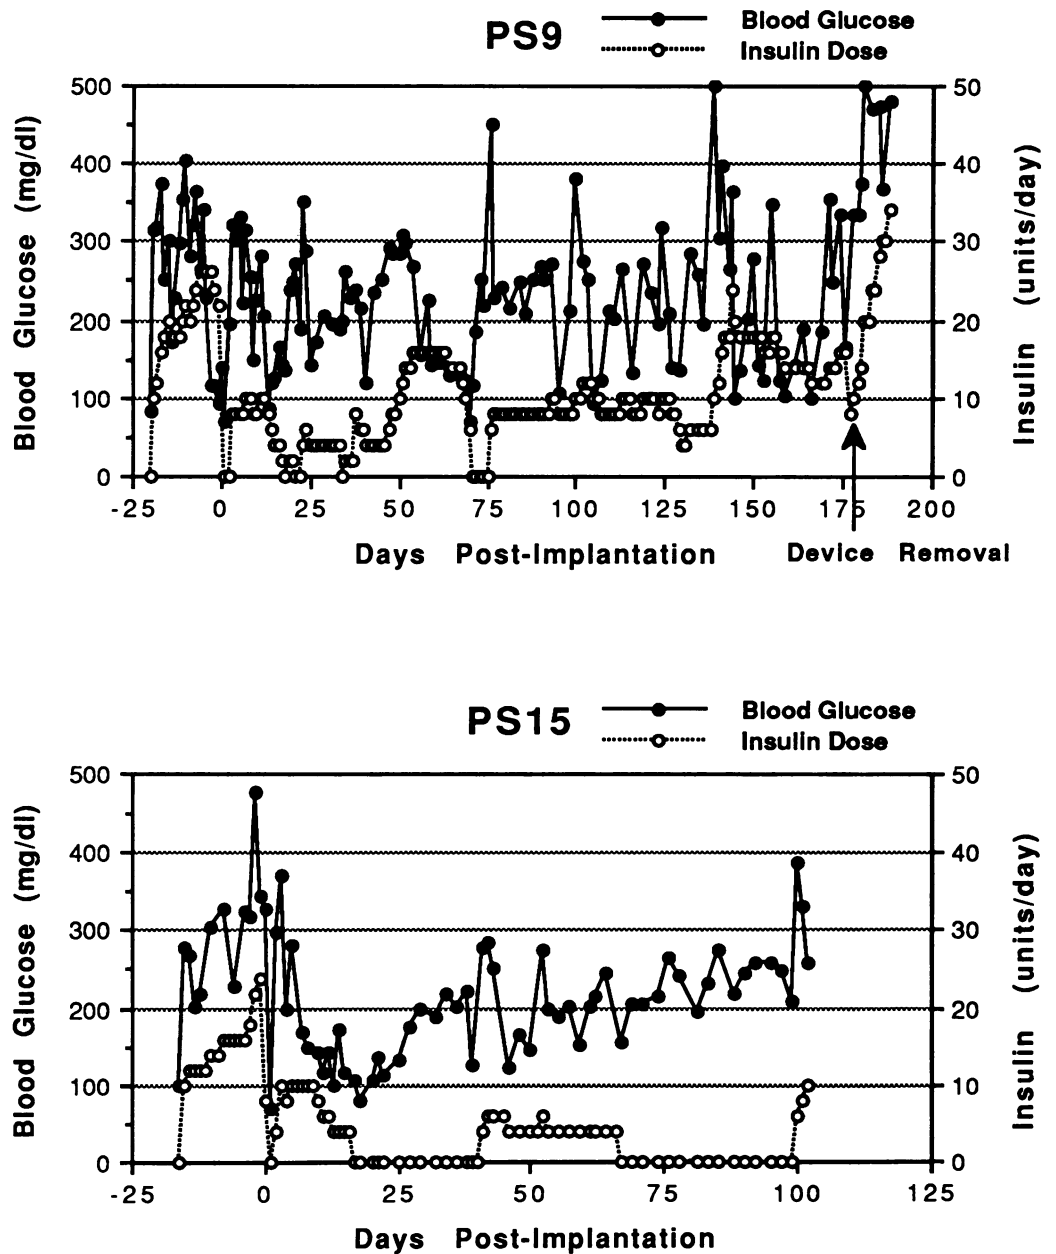 PS9
Blood Glucose
Insulin Dose
Blood Glucose (mg/dl)
500
400
300
200
100
0
50
40
30
20
10
0
Insulin (units/day)
-25 0 25 50 75 100 125 150 175 200
Days Post-Implantation
Device Removal
PS15
Blood Glucose
Insulin Dose
Blood Glucose (mg/dl)
500
400
300
200
100
0
50
40
30
20
10
0
Insulin (units/day)
-25 0 25 50 75 100 125
Days Post-Implantation